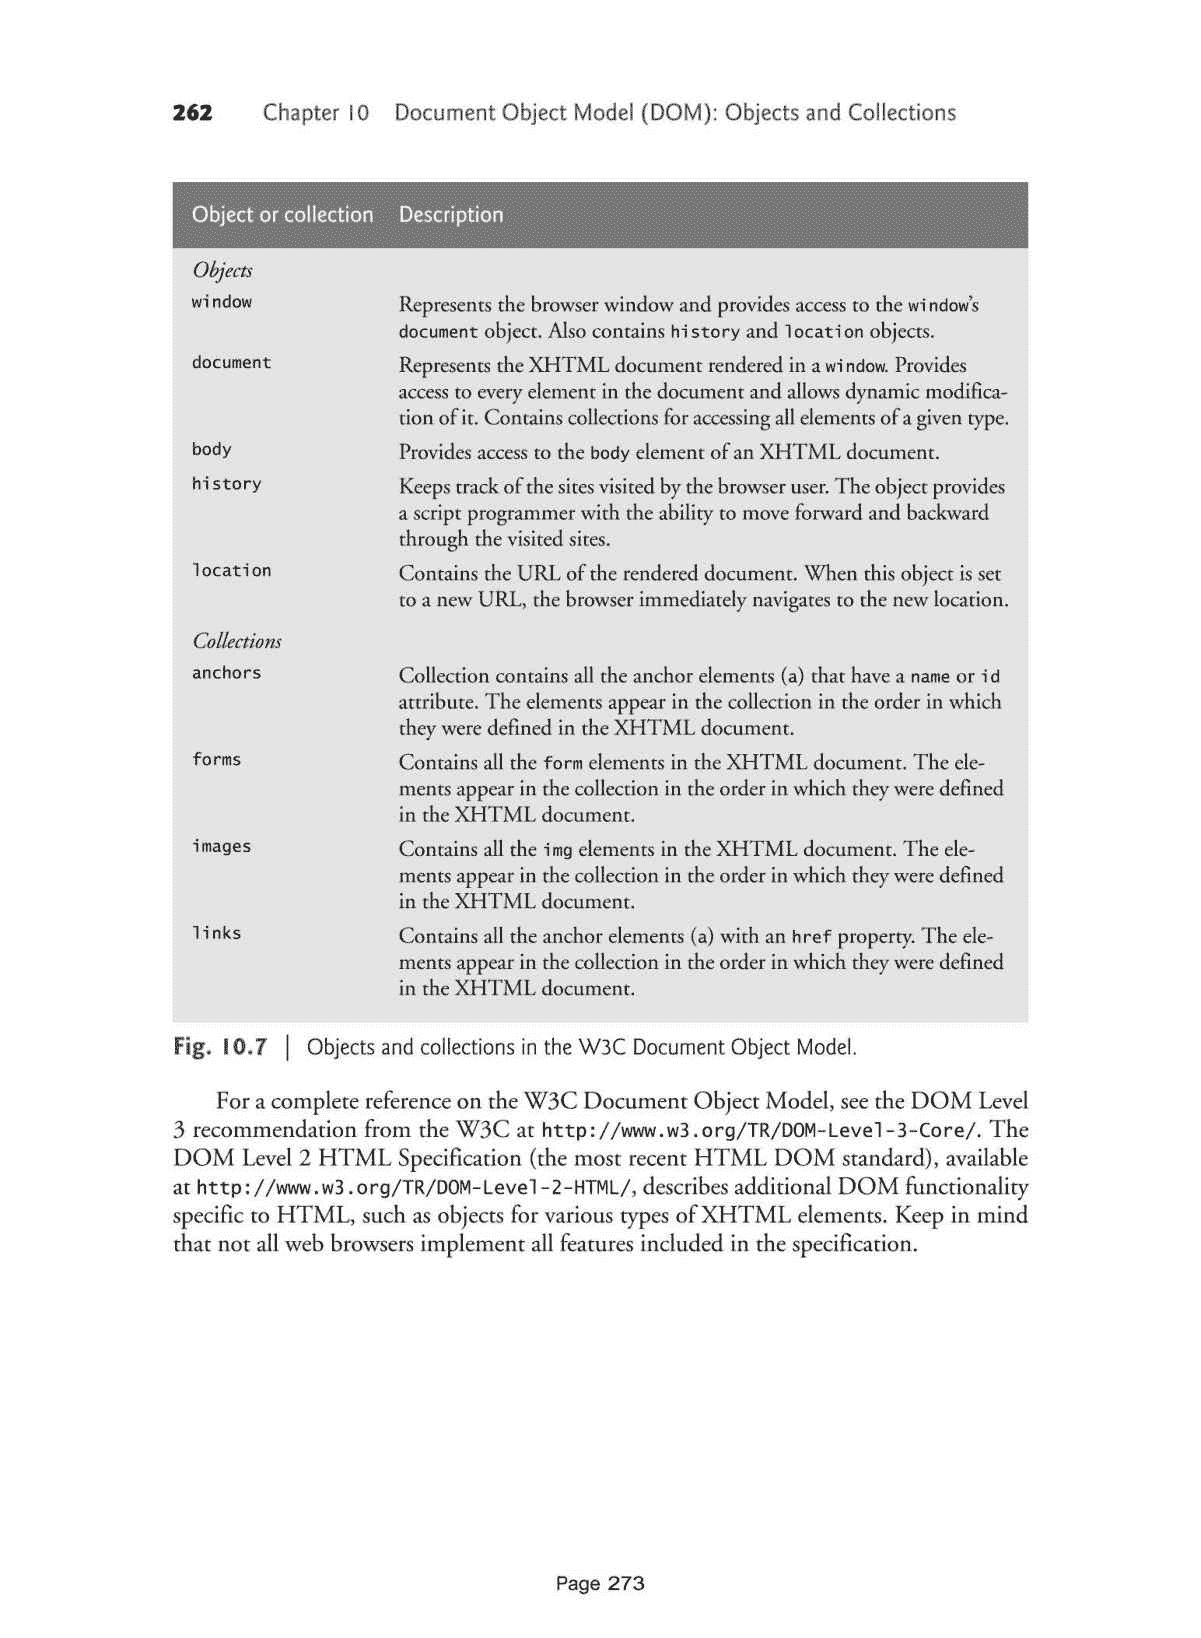 262 Chapter 10 Document Object Model (DOM): Objects and Collections
Object or collection Description
Objects
window Represents the browser window and provides access to the window's
document object. Also contains history and location objects.
document Represents the XHTML document rendered in a window. Provides
access to every element in the document and allows dynamic modifica-
tion of it. Contains collections for accessing all elements of a given type.
body Provides access to the body element of an XHTML document.
history Keeps track of the sites visited by the browser user. The object provides
a script programmer with the ability to move forward and backward
through the visited sites.
location Contains the URL of the rendered document. When this object is set
to a new URL, the browser immediately navigates to the new location.
Collections
anchors Collection contains all the anchor elements (a) that have a name or id
attribute. The elements appear in the collection in the order in which
they were defined in the XHTML document.
forms Contains all the form elements in the XHTML document. The ele-
ments appear in the collection in the order in which they were defined
in the XHTML document.
images Contains all the img elements in the XHTML document. The ele-
ments appear in the collection in the order in which they were defined
in the XHTML document.
links Contains all the anchor elements (a) with an href property. The ele-
ments appear in the collection in the order in which they were defined
in the XHTML document.
Fig. 10.7 | Objects and collections in the W3C Document Object Model.
For a complete reference on the W3C Document Object Model, see the DOM Level
3 recommendation from the W3C at http://www.w3.org/TR/DOM-Level-3-Core/. The
DOM Level 2 HTML Specification (the most recent HTML DOM standard), available
at http://www.w3.org/TR/DOM-Level-2-HTML/, describes additional DOM functionality
specific to HTML, such as objects for various types of XHTML elements. Keep in mind
that not all web browsers implement all features included in the specification.
Page 273